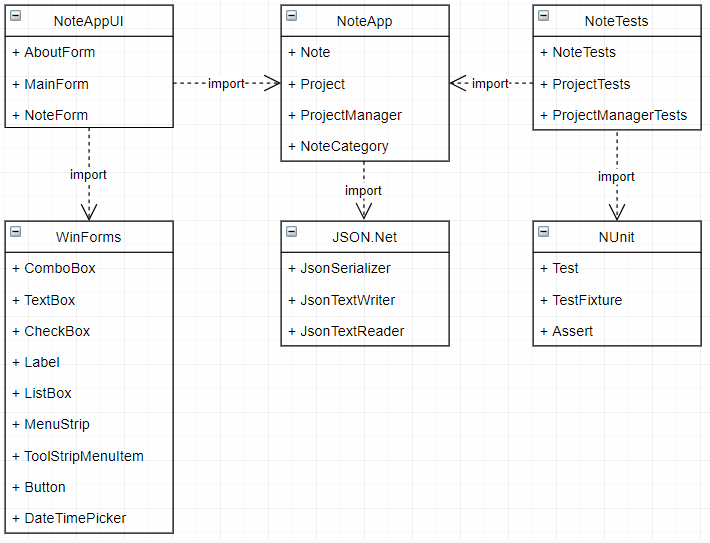 NoteAppUI
+ AboutForm
+ MainForm
+ NoteForm
import
NoteApp
+ Note
+ Project
+ ProjectManager
+ NoteCategory
import
NoteTests
+ NoteTests
+ ProjectTests
+ ProjectManagerTests
import
import
import
WinForms
+ ComboBox
+ TextBox
+ CheckBox
+ Label
+ ListBox
+ MenuStrip
+ ToolStripMenuItem
+ Button
+ DateTimePicker
JSON.Net
+ JsonSerializer
+ JsonTextWriter
+ JsonTextReader
NUnit
+ Test
+ TestFixture
+ Assert